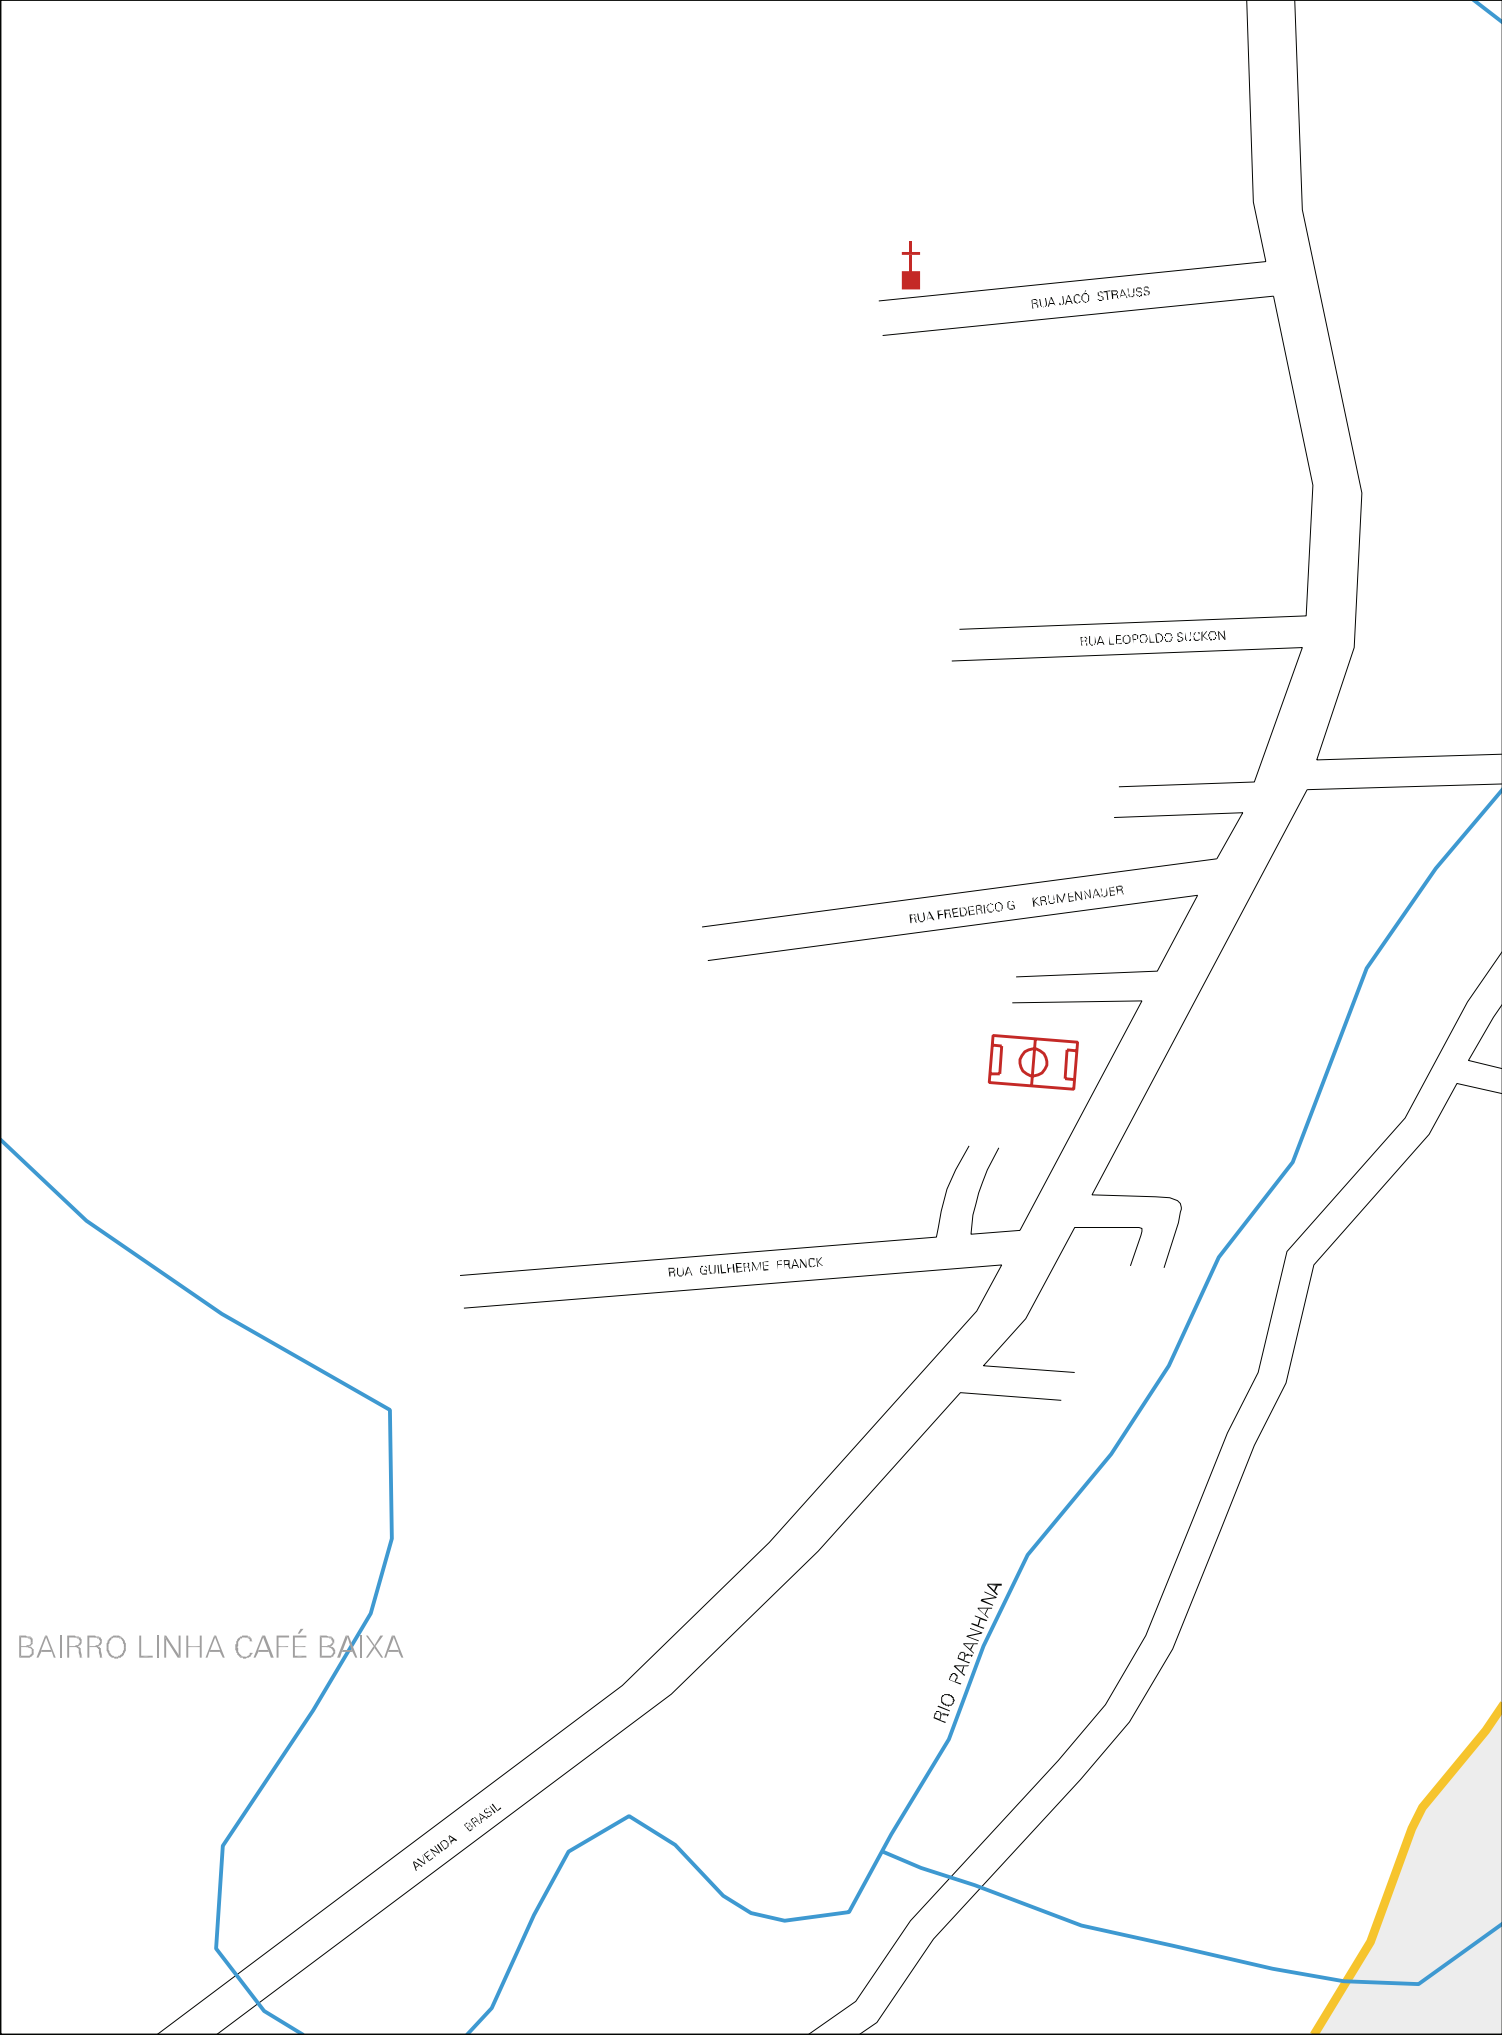 RUA JACÓ STRAUSS
RUA LEOPOLDO SUCKON
RUA FREDERICO G KRUMENNAUER
RUA GUILHERME FRANCK
RIO PARANHANA
BAIRRO LINHA CAFÉ BAIXA
AVENIDA BRASIL